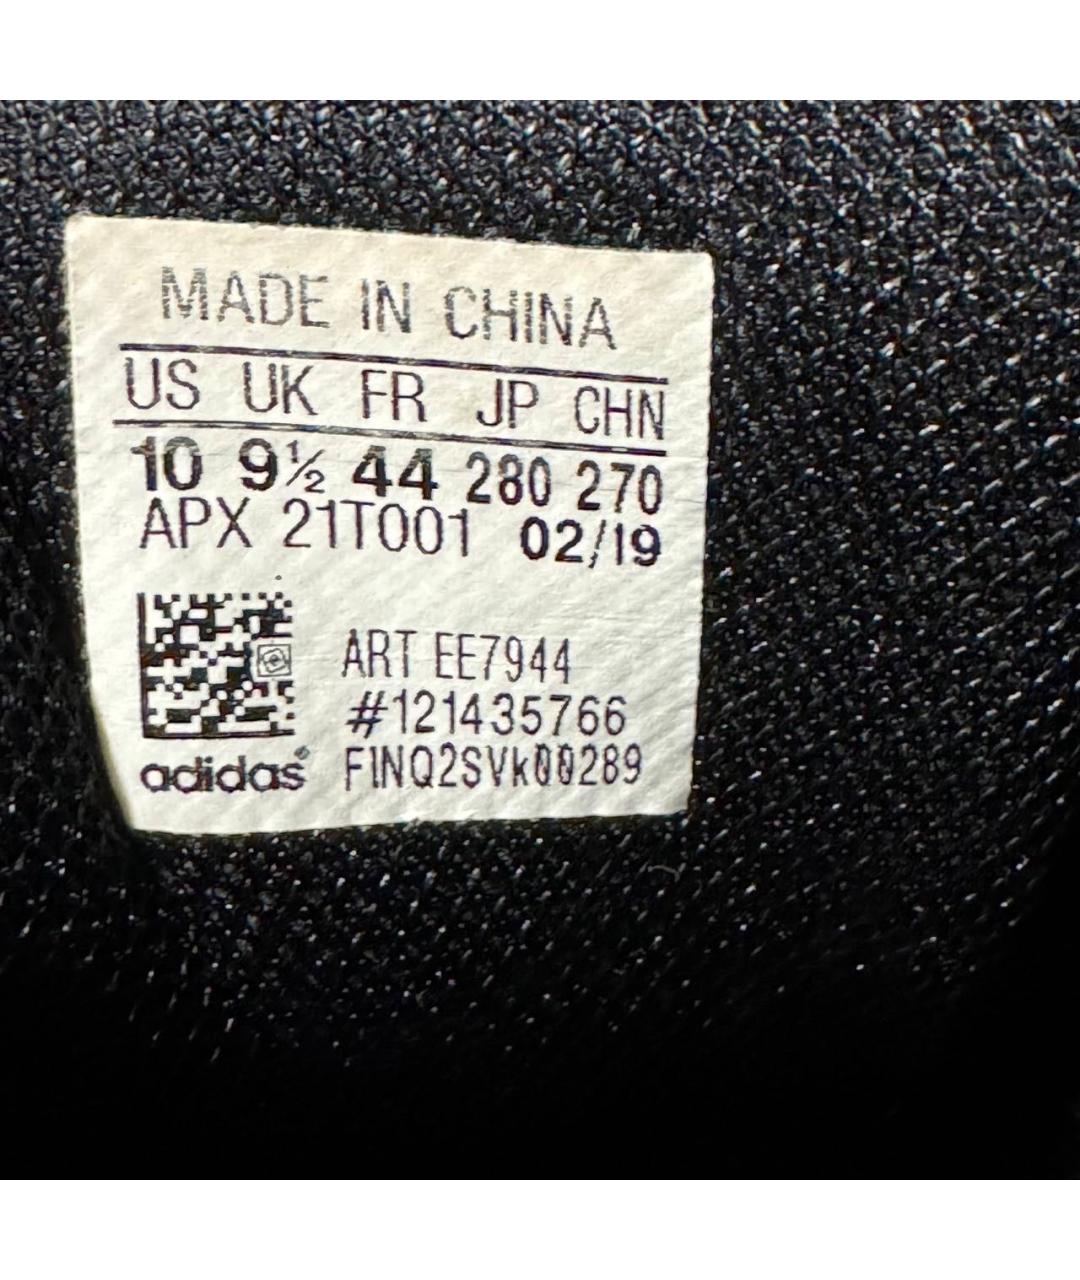 MADE IN CHINA
US UK FR JP CHN
10 9½ 44 280 270
APX 21T001 02/19
ART EE7944
#121435766
adidas® F1NQ2SVk00289